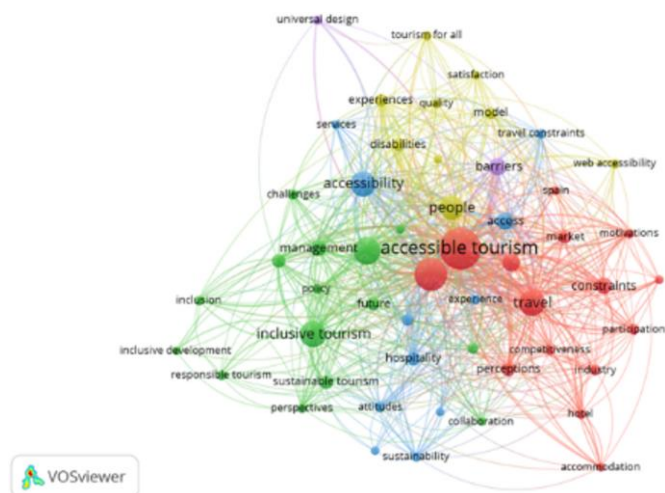 universal design
tourism for all
satisfaction
experiences
quality
model
services
travel constraints
disabilities
barriers
web accessibility
accessibility
challenges
spain
people
access
motivations
market
management
accessible tourism
constraints
policy
inclusion
future
experience
travel
participation
inclusive tourism
inclusive development
competitiveness
hospitality
perceptions
industry
responsible tourism
sustainable tourism
perspectives
attitudes
hotel
collaboration
sustainability
accommodation
VOSviewer